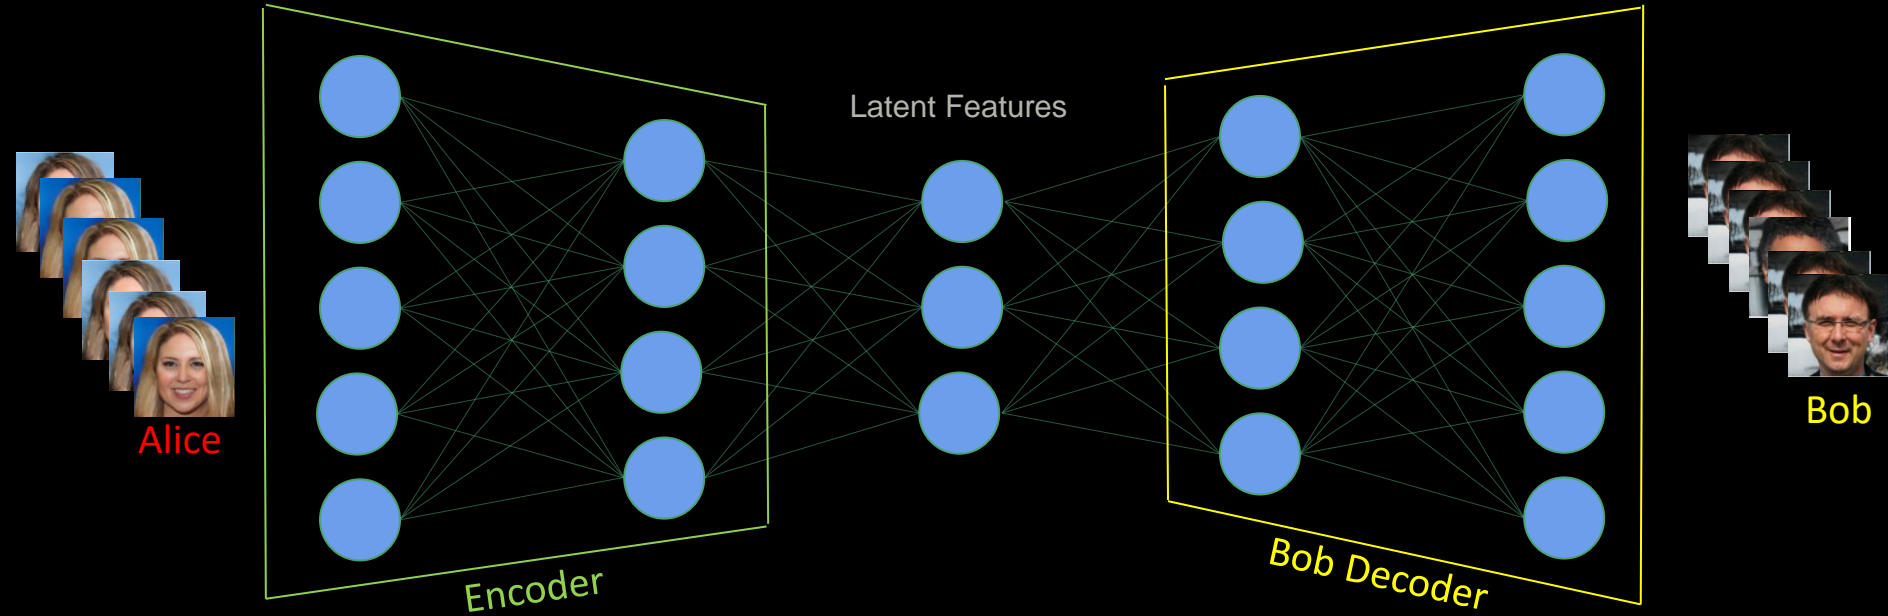 Latent Features
Alice
Bob
Encoder
Bob Decoder